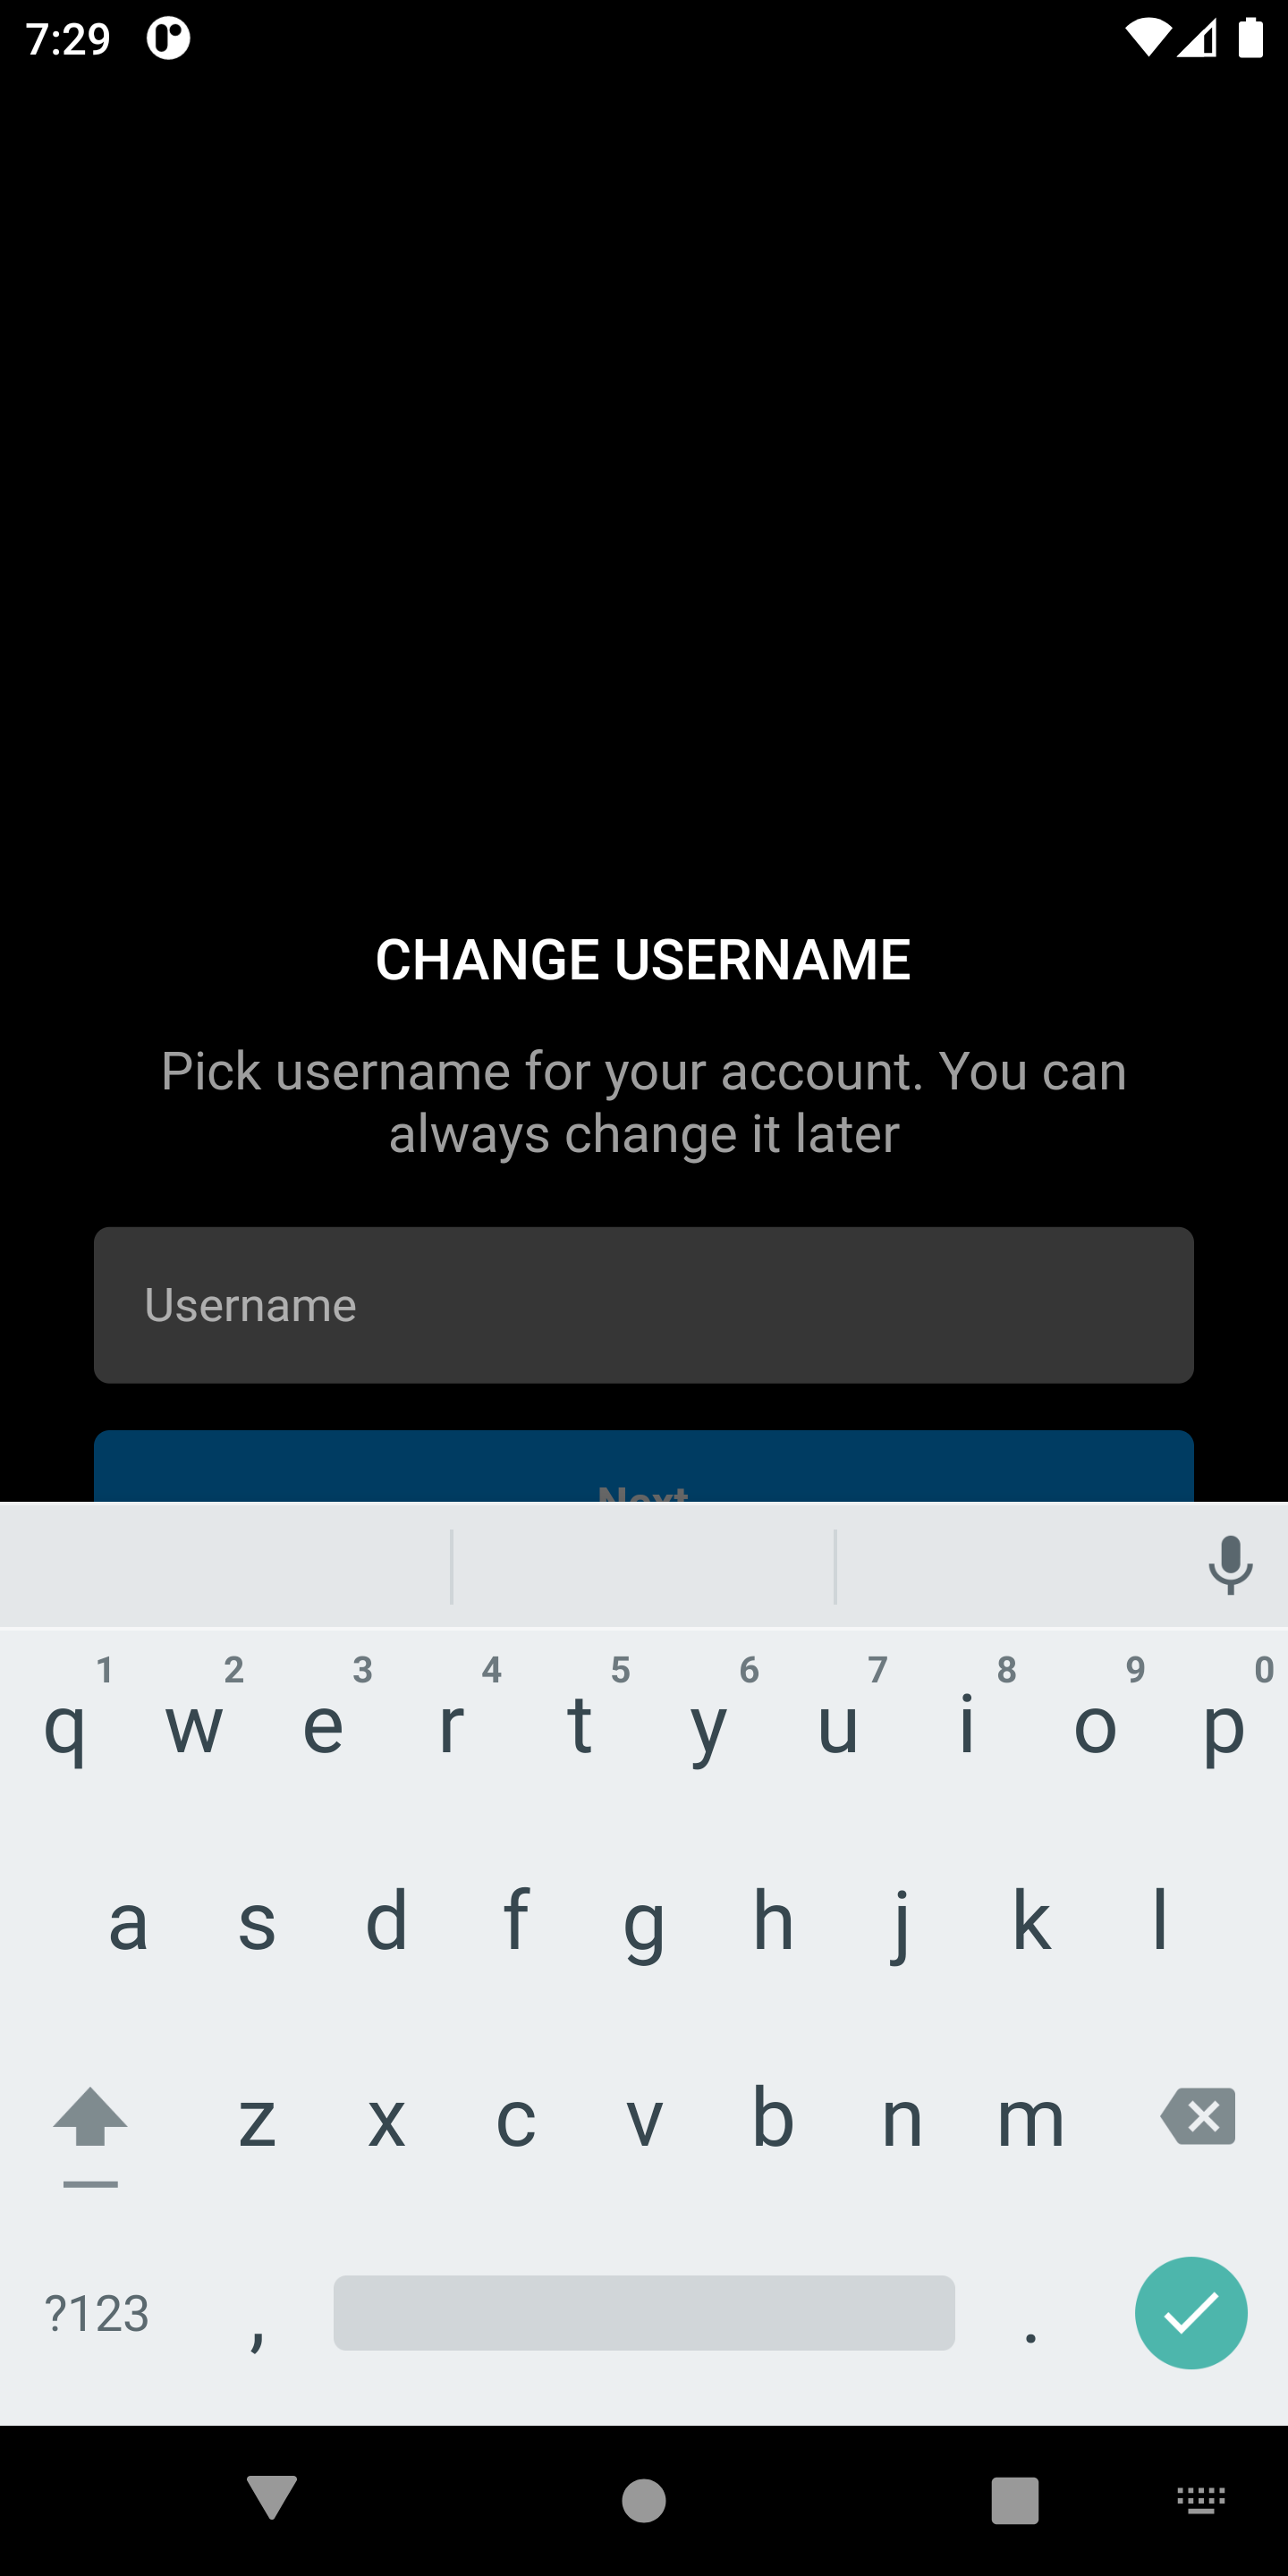 7:29
CHANGE USERNAME
Pick username for your account. You can
always change it later
Username
Next
1 2 3 4 5 6 7 8 9 0
q w e r t y u i o p
a s d f g h j k l
z x c v b n m
?123 , .